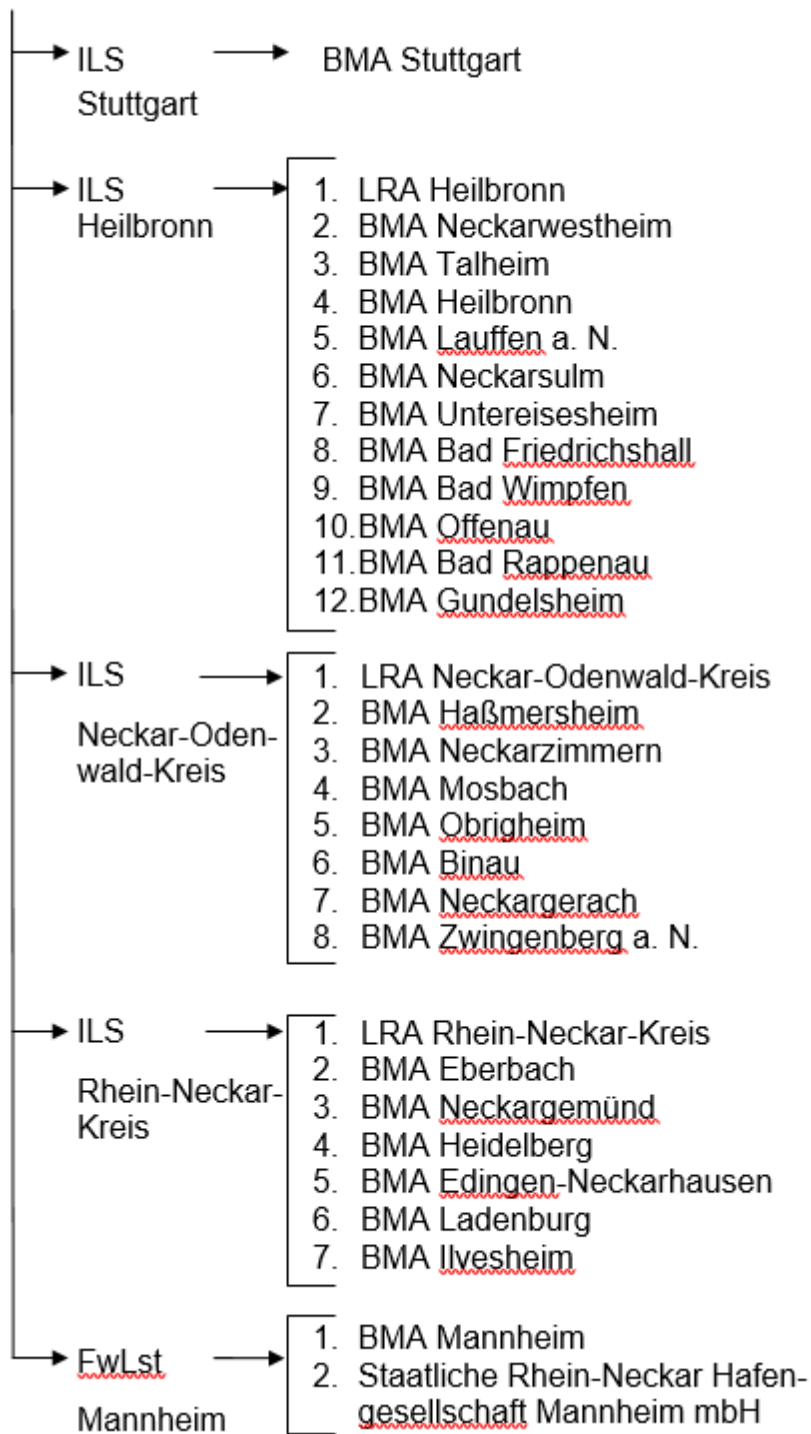 ILS
Stuttgart
BMA Stuttgart
ILS
Heilbronn
1. LRA Heilbronn
2. BMA Neckarwestheim
3. BMA Talheim
4. BMA Heilbronn
5. BMA Lauffen a. N.
6. BMA Neckarsulm
7. BMA Untereisesheim
8. BMA Bad Friedrichshall
9. BMA Bad Wimpfen
10.BMA Offenau
11.BMA Bad Rappenau
12.BMA Gundelsheim
ILS
Neckar-Oden-
wald-Kreis
1. LRA Neckar-Odenwald-Kreis
2. BMA Haßmersheim
3. BMA Neckarzimmern
4. BMA Mosbach
5. BMA Obrigheim
6. BMA Binau
7. BMA Neckargerach
8. BMA Zwingenberg a. N.
ILS
Rhein-Neckar-
Kreis
1. LRA Rhein-Neckar-Kreis
2. BMA Eberbach
3. BMA Neckargemünd
4. BMA Heidelberg
5. BMA Edingen-Neckarhausen
6. BMA Ladenburg
7. BMA Ilvesheim
FwLst
Mannheim
1. BMA Mannheim
2. Staatliche Rhein-Neckar Hafen-
gesellschaft Mannheim mbH